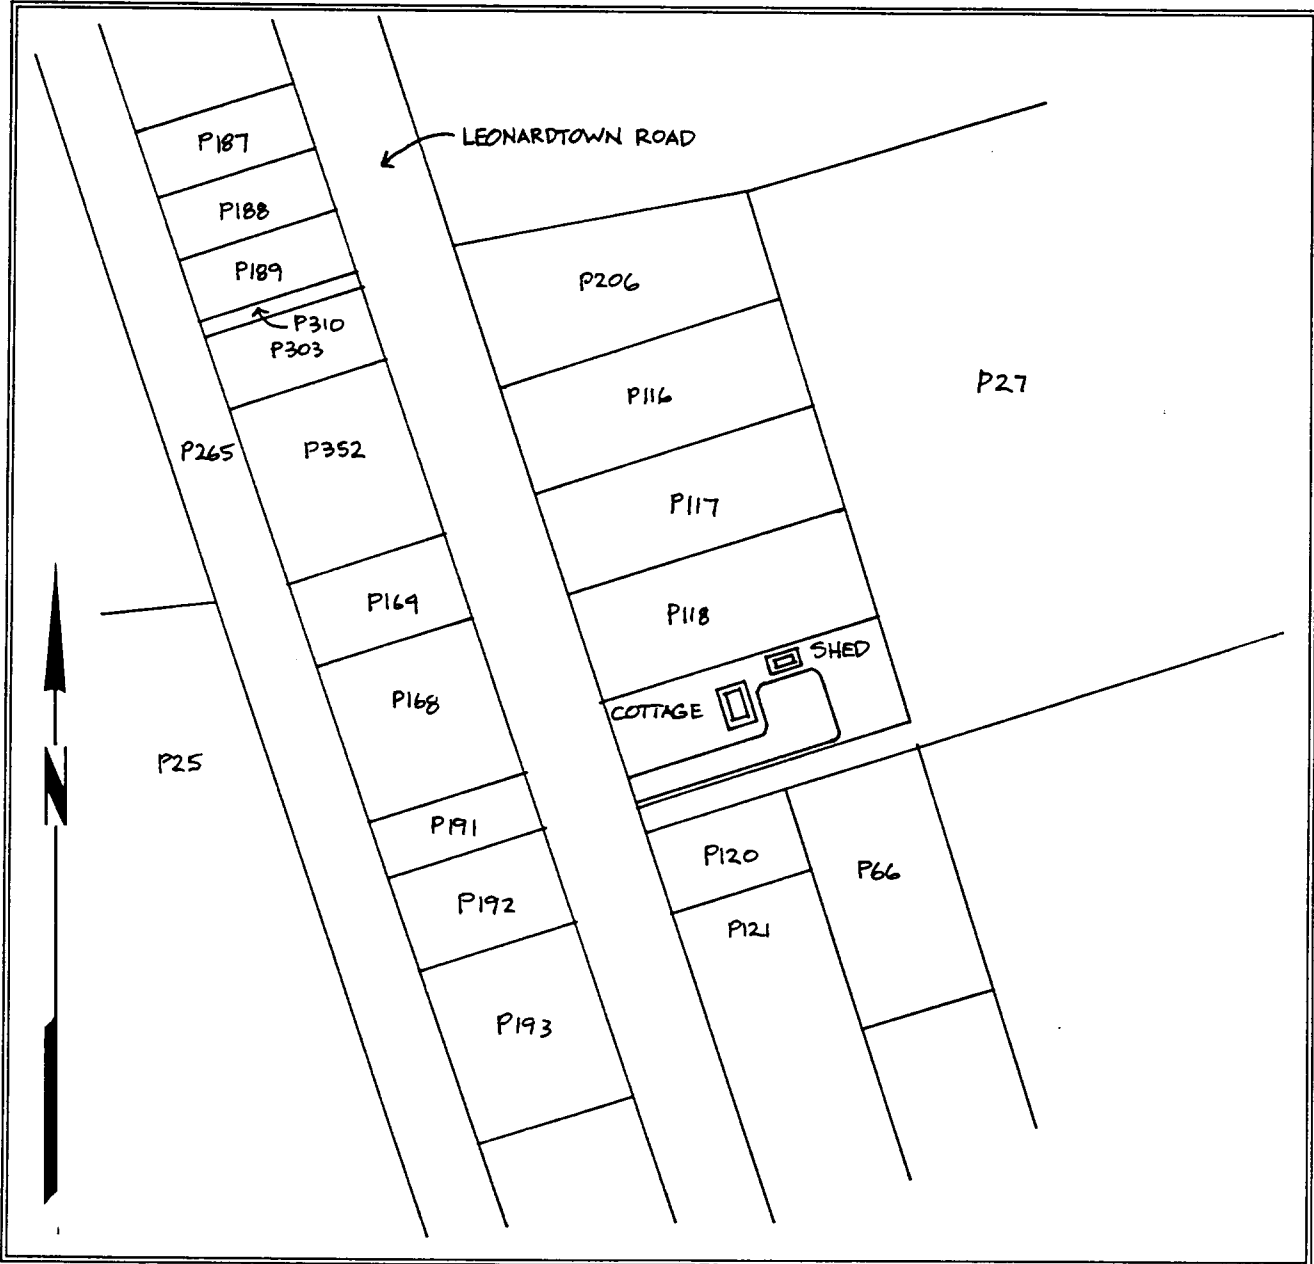 P187
LEONARDTOWN ROAD
P188
P189
P206
P310
P303
P27
P116
P265
P352
P117
P169
P118
SHED
P168
COTTAGE
P25
N
P191
P120
P66
P192
P121
P193